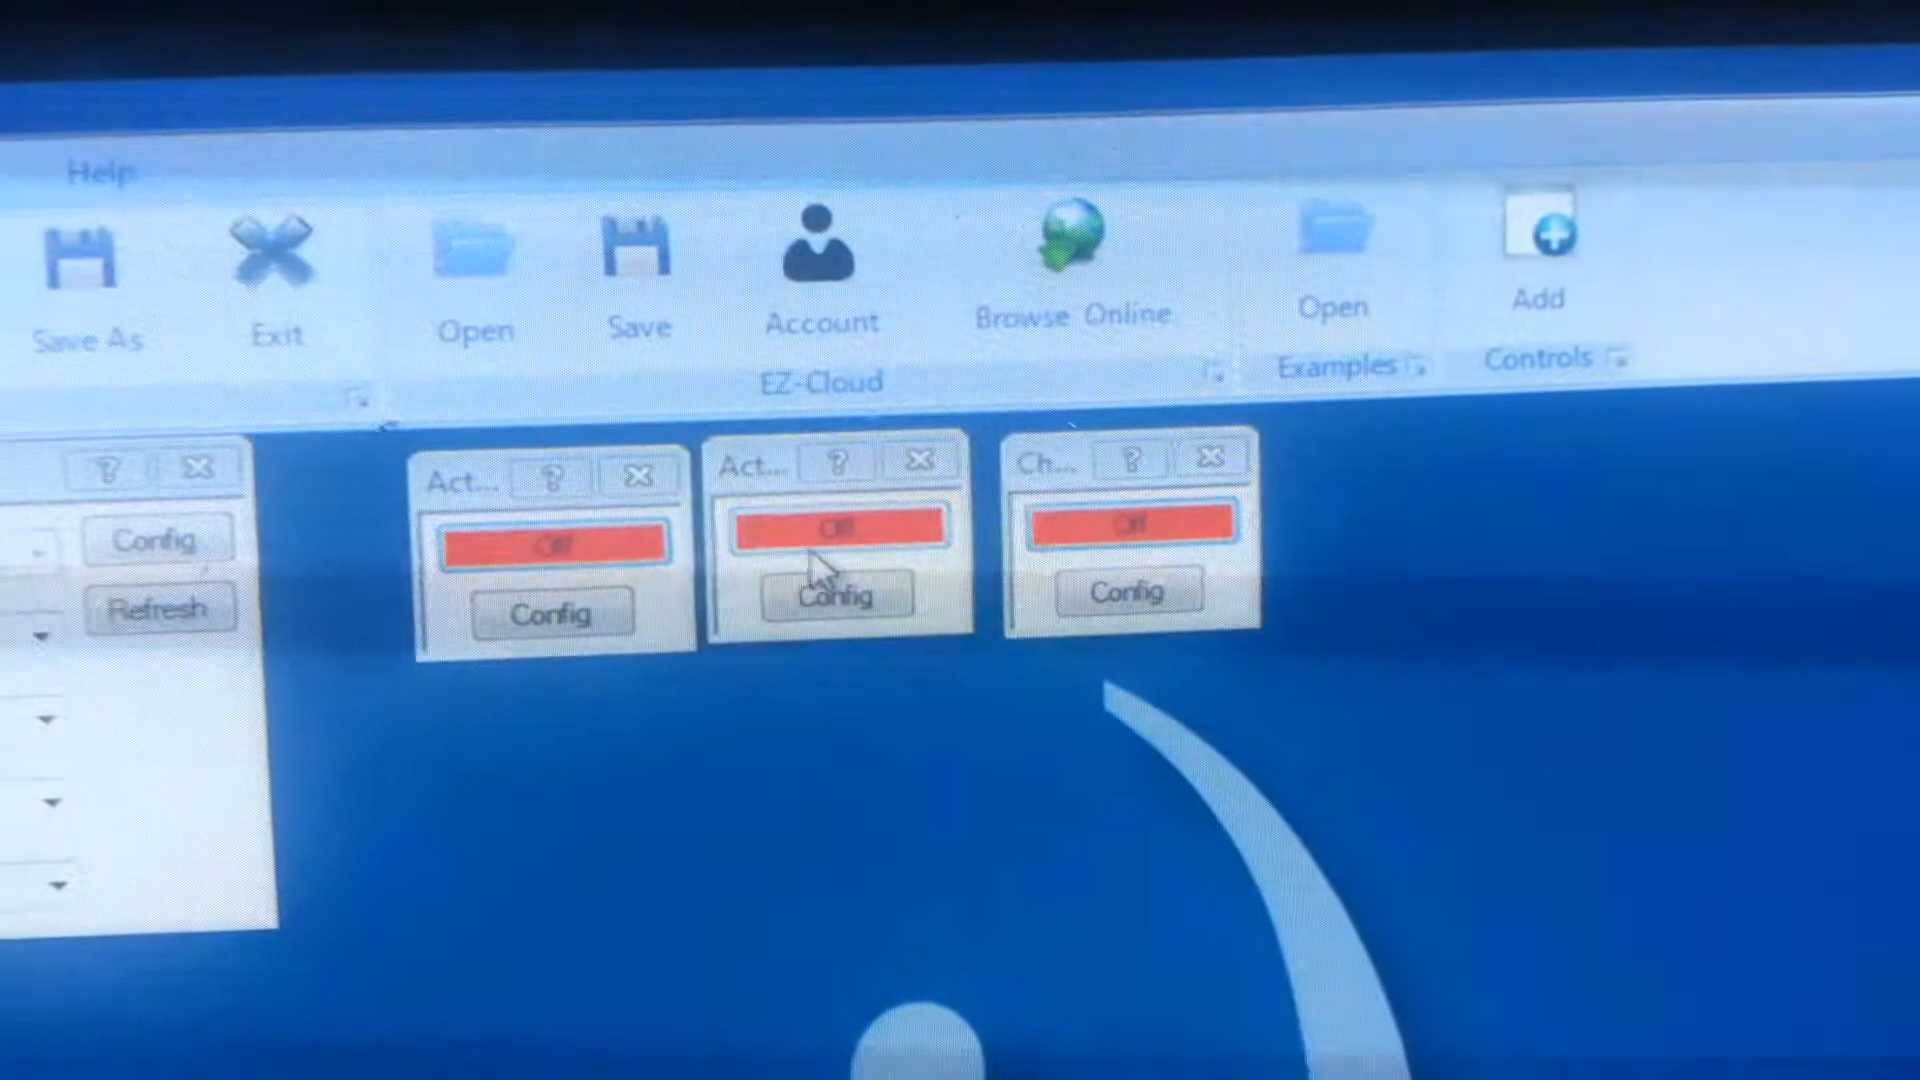 Help
Save As
Exit
Open
Save
Account
Browse Online
Open
Add
EZ-Cloud
Examples
Controls
Act...
Act...
Ch...
Config
Refresh
Off
Off
Off
Config
Config
Config